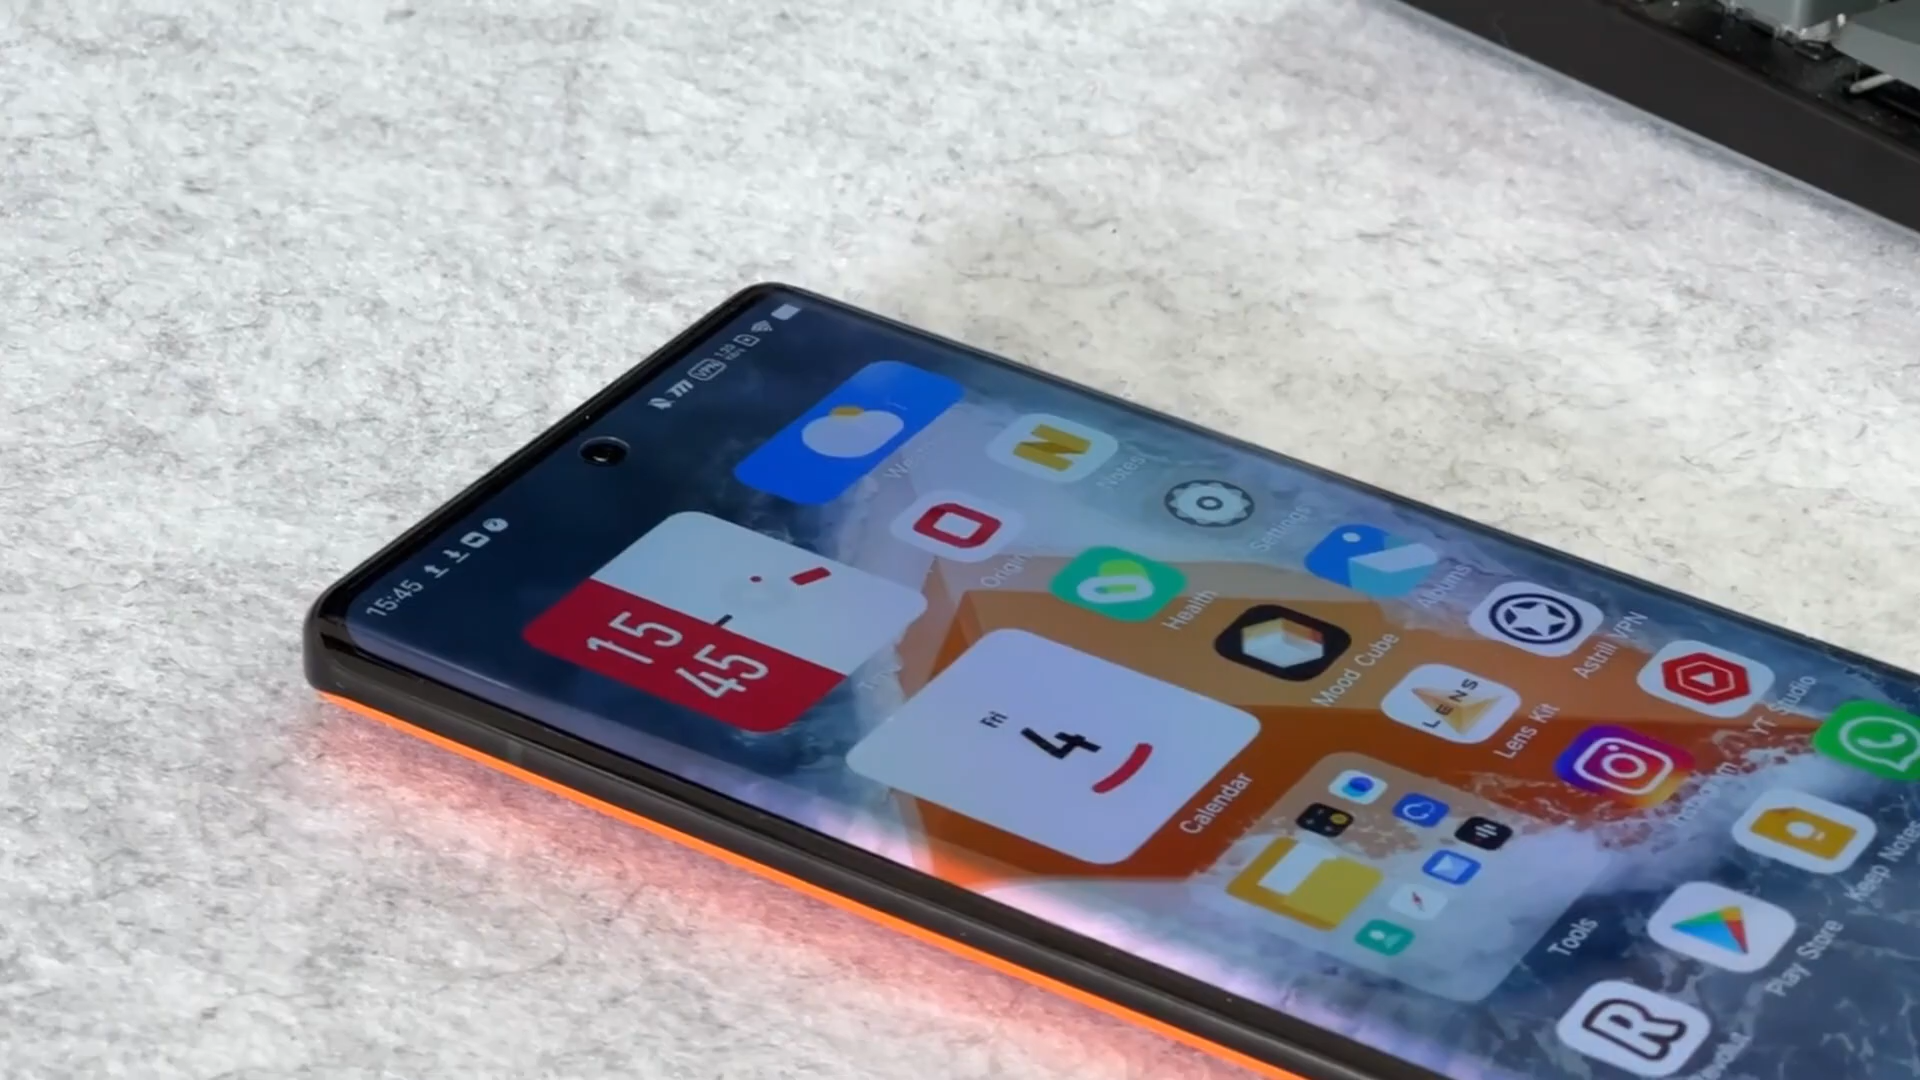 15:45
VPN
15
45
Notes
Settings
Health
Albums
Mood Cube
Astrill VPN
Fri
4
Calendar
LENS
Lens Kit
YT Studio
Tools
Keep Notes
Play Store
R